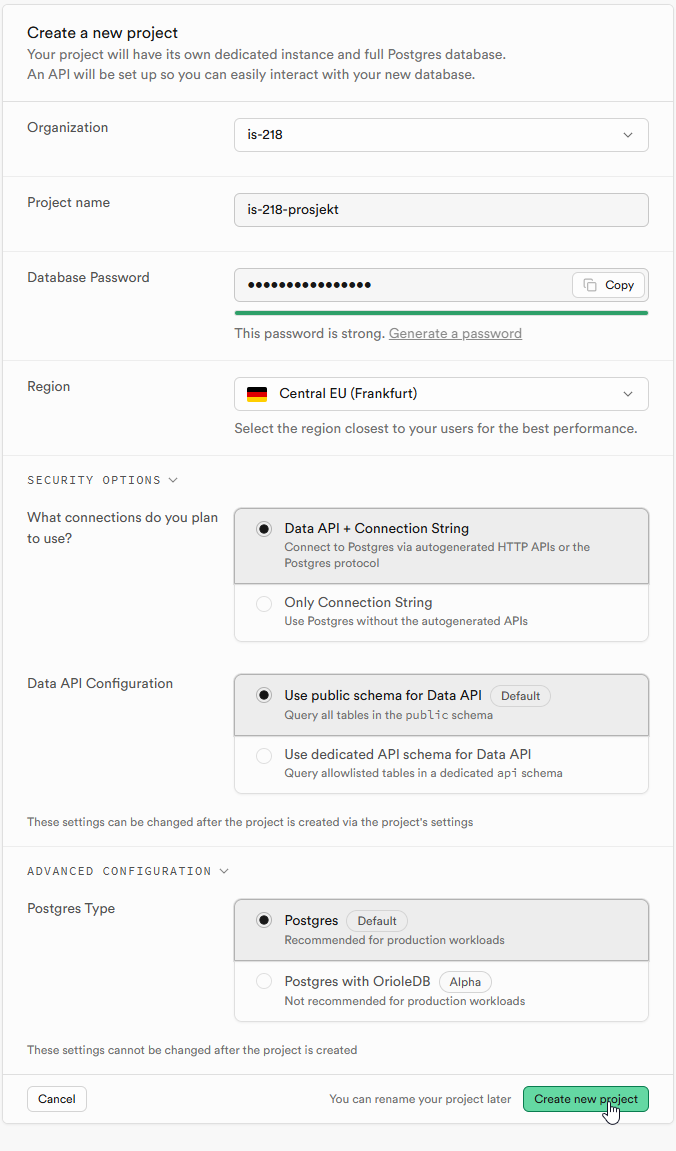 Create a new project
Your project will have its own dedicated instance and full Postgres database.
An API will be set up so you can easily interact with your new database.
Organization
is-218
Project name
is-218-prosjekt
Database Password
••••••••••••••••
Copy
This password is strong. Generate a password
Region
Central EU (Frankfurt)
Select the region closest to your users for the best performance.
SECURITY OPTIONS
What connections do you plan
to use?
Data API + Connection String
Connect to Postgres via autogenerated HTTP APIs or the
Postgres protocol
Only Connection String
Use Postgres without the autogenerated APIs
Data API Configuration
Use public schema for Data API Default
Query all tables in the public schema
Use dedicated API schema for Data API
Query allowlisted tables in a dedicated api schema
These settings can be changed after the project is created via the project's settings
ADVANCED CONFIGURATION
Postgres Type
Postgres Default
Recommended for production workloads
Postgres with OrioleDB Alpha
Not recommended for production workloads
These settings cannot be changed after the project is created
Cancel
You can rename your project later
Create new project